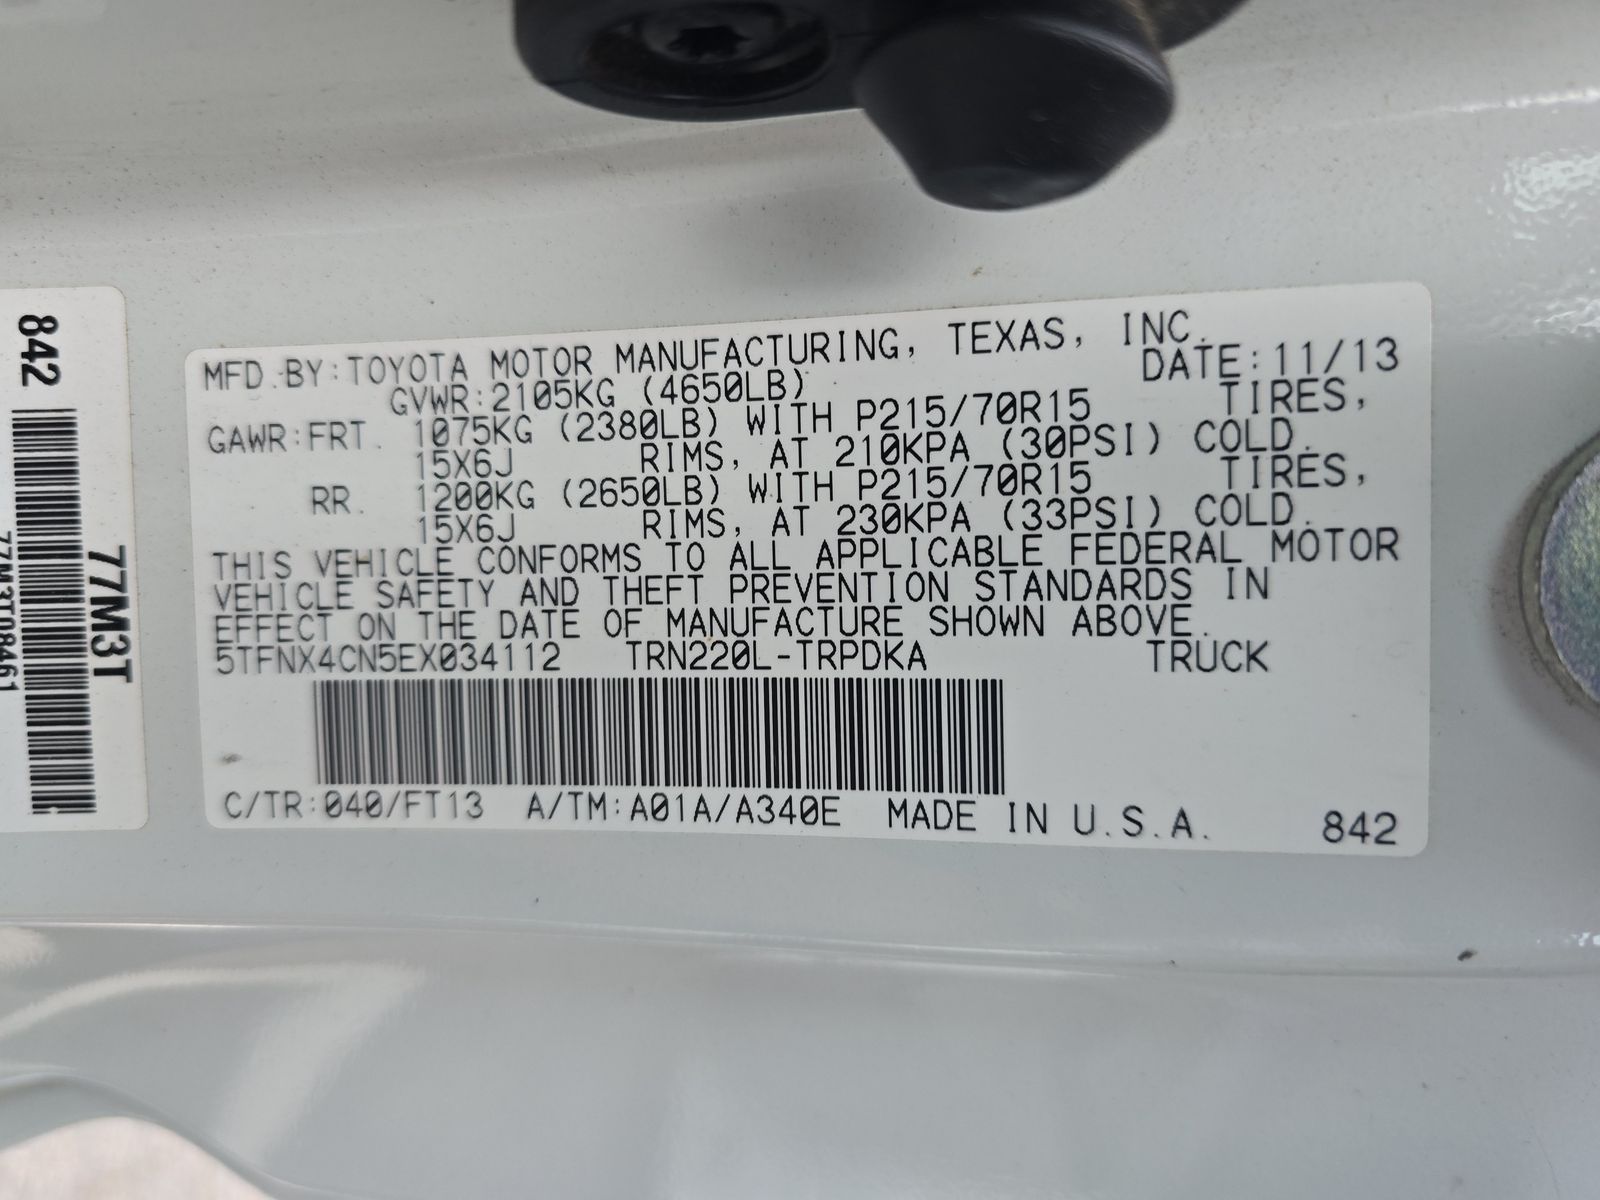 MFD. BY: TOYOTA MOTOR MANUFACTURING, TEXAS, INC.
GVWR: 2105KG (4650LB) DATE: 11/13
GAWR: FRT. 1075KG (2380LB) WITH P215/70R15 TIRES,
15X6J RIMS, AT 210KPA (30PSI) COLD.
RR. 1200KG (2650LB) WITH P215/70R15 TIRES,
15X6J RIMS, AT 230KPA (33PSI) COLD.
THIS VEHICLE CONFORMS TO ALL APPLICABLE FEDERAL MOTOR
VEHICLE SAFETY AND THEFT PREVENTION STANDARDS IN
EFFECT ON THE DATE OF MANUFACTURE SHOWN ABOVE.
5TFNX4CN5EX034112 TRN220L-TRPDKA TRUCK
C/TR: 040/FT13 A/TM: A01A/A340E MADE IN U.S.A. 842
842
77M3T
77M3T08461